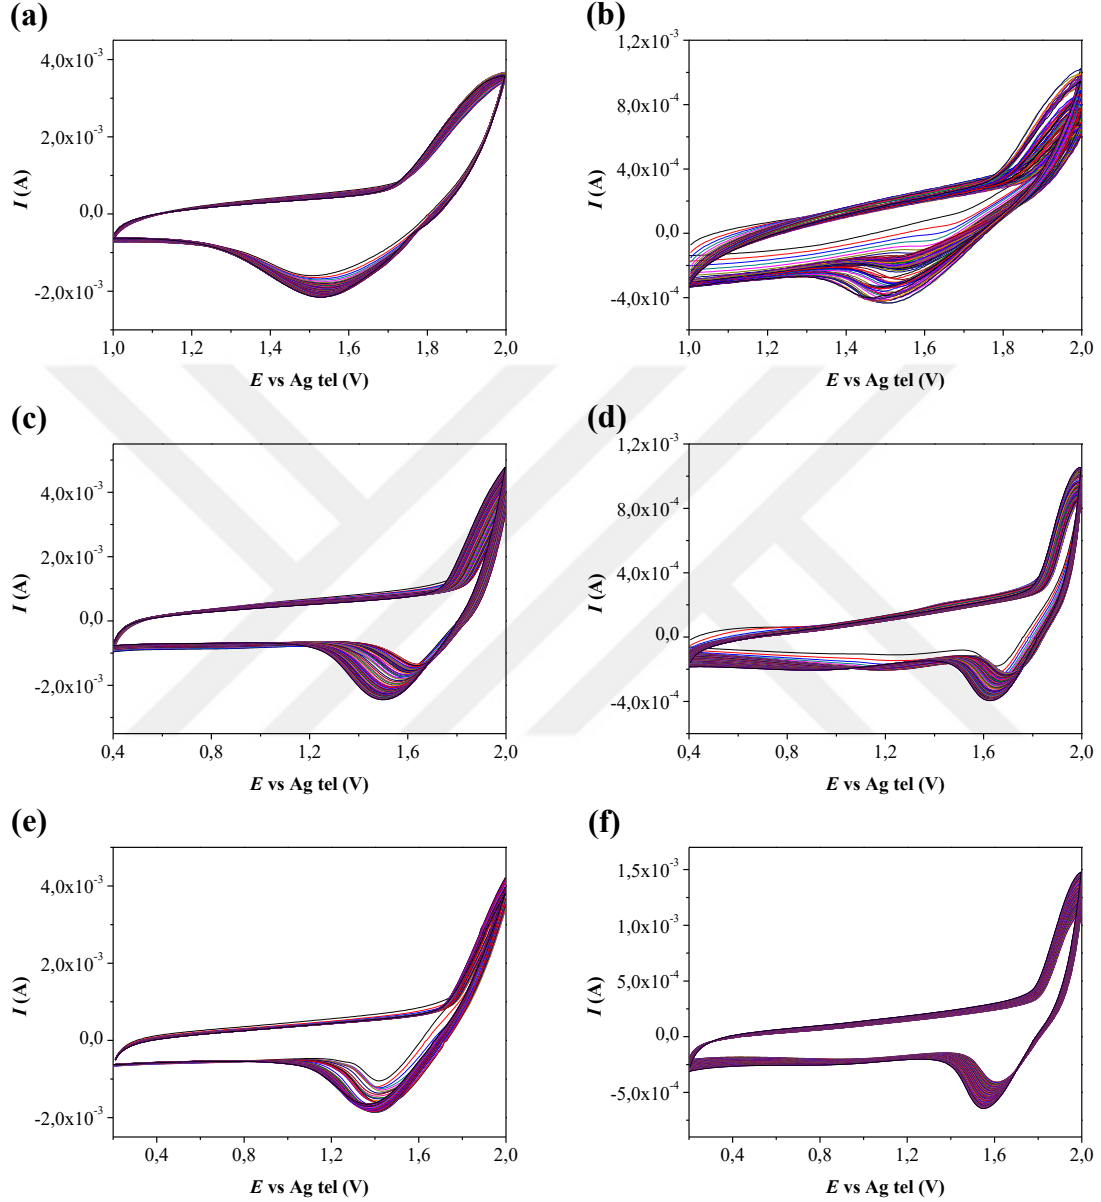 (a)
4,0x10⁻³
2,0x10⁻³
0,0
-2,0x10⁻³
I (A)
1,0 1,2 1,4 1,6 1,8 2,0
E vs Ag tel (V)
(b)
1,2x10⁻³
8,0x10⁻⁴
4,0x10⁻⁴
0,0
-4,0x10⁻⁴
I (A)
1,0 1,2 1,4 1,6 1,8 2,0
E vs Ag tel (V)
(c)
4,0x10⁻³
2,0x10⁻³
0,0
-2,0x10⁻³
I (A)
0,4 0,8 1,2 1,6 2,0
E vs Ag tel (V)
(d)
1,2x10⁻³
8,0x10⁻⁴
4,0x10⁻⁴
0,0
-4,0x10⁻⁴
I (A)
0,4 0,8 1,2 1,6 2,0
E vs Ag tel (V)
(e)
4,0x10⁻³
2,0x10⁻³
0,0
-2,0x10⁻³
I (A)
0,4 0,8 1,2 1,6 2,0
E vs Ag tel (V)
(f)
1,5x10⁻³
1,0x10⁻³
5,0x10⁻⁴
0,0
-5,0x10⁻⁴
I (A)
0,4 0,8 1,2 1,6 2,0
E vs Ag tel (V)